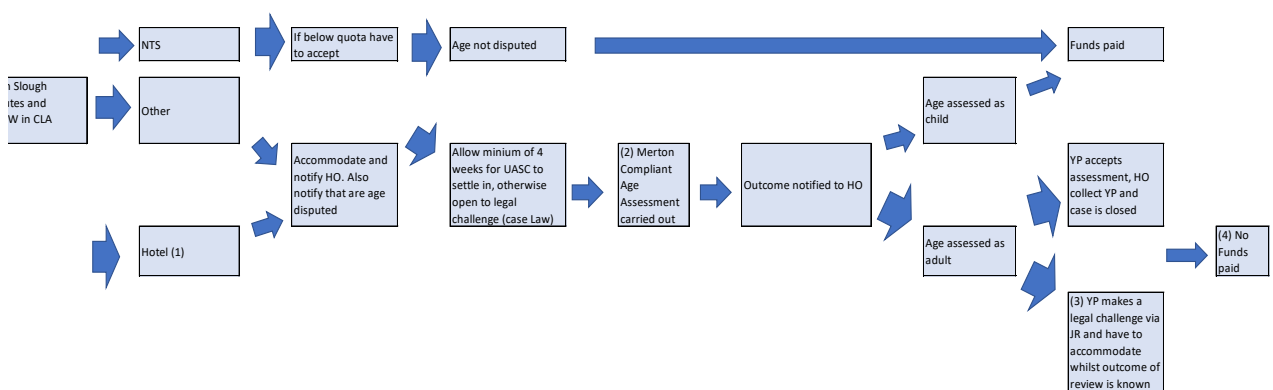 NTS
If below quota have
to accept
Age not disputed
Funds paid
Slough
and
in CLA
Other
Age assessed as
child
Accommodate and
notify HO. Also
notify that are age
disputed
Allow minium of 4
weeks for UASC to
settle in, otherwise
open to legal
challenge (case Law)
(2) Merton
Compliant
Age
Assessment
carried out
Outcome notified to HO
YP accepts
assessment, HO
collect YP and
case is closed
Hotel (1)
Age assessed as
adult
(4) No
Funds
paid
(3) YP makes a
legal challenge via
JR and have to
accommodate
whilst outcome of
review is known